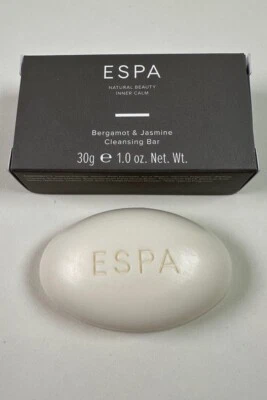 ESPA
NATURAL BEAUTY
INNER CALM
Bergamot & Jasmine
Cleansing Bar
30g ℮ 1.0 oz. Net. Wt.
ESPA